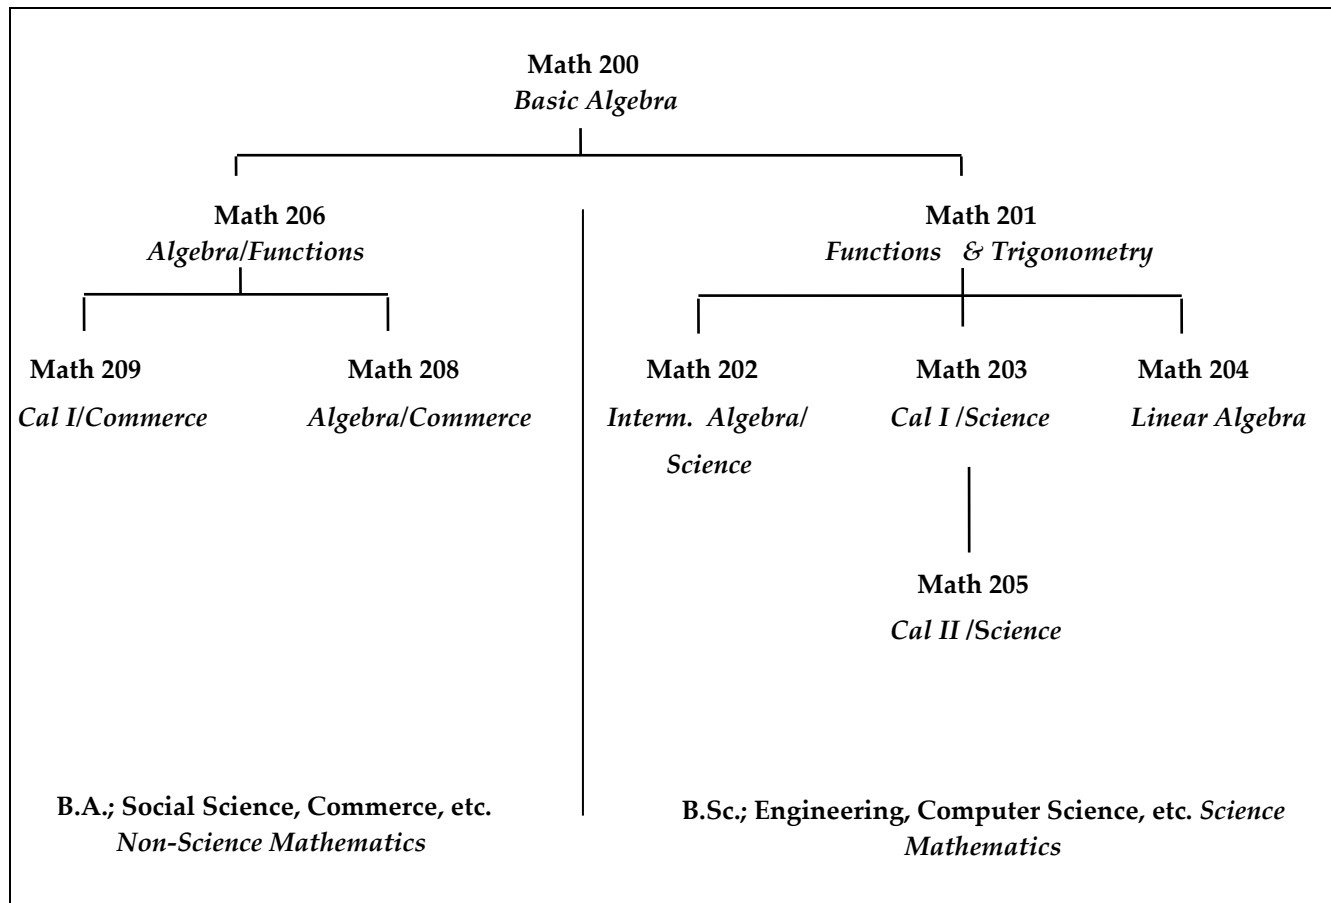 Math 200
Basic Algebra
Math 206
Algebra/Functions
Math 201
Functions & Trigonometry
Math 209
Cal I/Commerce
Math 208
Algebra/Commerce
Math 202
Interm. Algebra/
Science
Math 203
Cal I /Science
Math 204
Linear Algebra
Math 205
Cal II /Science
B.A.; Social Science, Commerce, etc.
Non-Science Mathematics
B.Sc.; Engineering, Computer Science, etc. Science
Mathematics